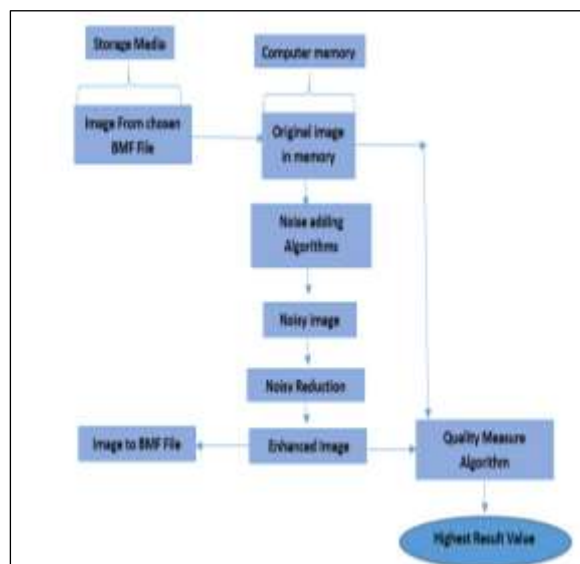 Storage Media
Computer memory
Image From chosen
BMF File
Original image
in memory
Noise adding
Algorithms
Noisy image
Noisy Reduction
Image to BMF File
Enhanced Image
Quality Measure
Algorithm
Highest Result Value